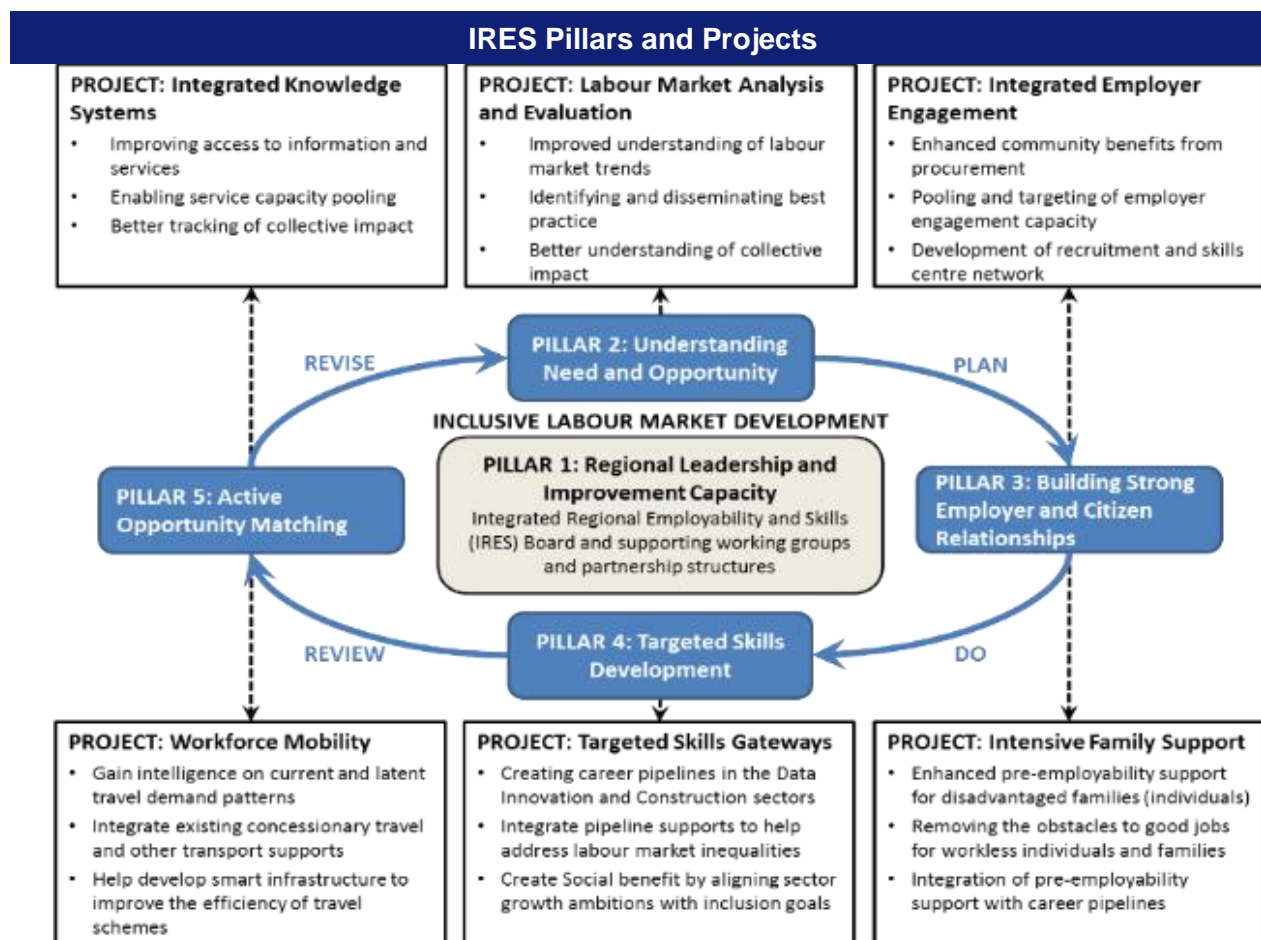 IRES Pillars and Projects
PROJECT: Integrated Knowledge
Systems
• Improving access to information and
services
• Enabling service capacity pooling
• Better tracking of collective impact
PROJECT: Labour Market Analysis
and Evaluation
• Improved understanding of labour
market trends
• Identifying and disseminating best
practice
• Better understanding of collective
impact
PROJECT: Integrated Employer
Engagement
• Enhanced community benefits from
procurement
• Pooling and targeting of employer
engagement capacity
• Development of recruitment and skills
centre network
REVISE
PILLAR 2: Understanding
Need and Opportunity
PLAN
INCLUSIVE LABOUR MARKET DEVELOPMENT
PILLAR 1: Regional Leadership and
Improvement Capacity
Integrated Regional Employability and Skills
(IRES) Board and supporting working groups
and partnership structures
PILLAR 5: Active
Opportunity Matching
PILLAR 3: Building Strong
Employer and Citizen
Relationships
REVIEW
PILLAR 4: Targeted Skills
Development
DO
PROJECT: Workforce Mobility
• Gain intelligence on current and latent
travel demand patterns
• Integrate existing concessionary travel
and other transport supports
• Help develop smart infrastructure to
improve the efficiency of travel
schemes
PROJECT: Targeted Skills Gateways
• Creating career pipelines in the Data
Innovation and Construction sectors
• Integrate pipeline supports to help
address labour market inequalities
• Create Social benefit by aligning sector
growth ambitions with inclusion goals
PROJECT: Intensive Family Support
• Enhanced pre-employability support
for disadvantaged families (individuals)
• Removing the obstacles to good jobs
for workless individuals and families
• Integration of pre-employability
support with career pipelines